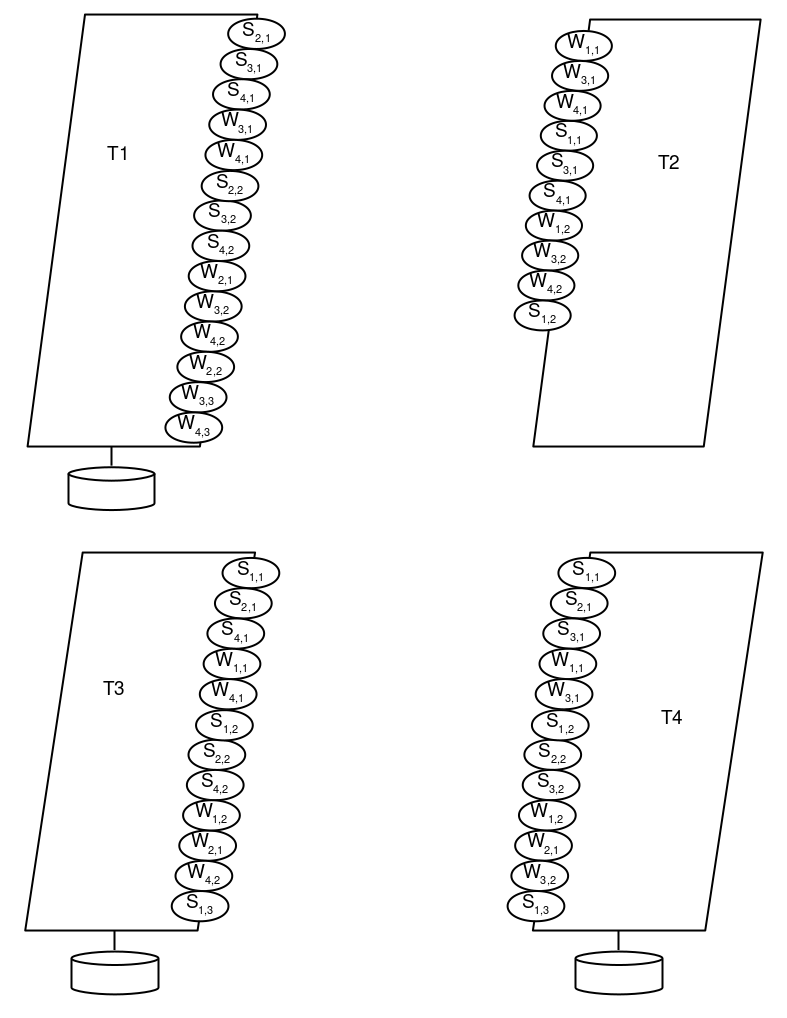 T1
S2,1
S3,1
S4,1
W3,1
W4,1
S2,2
S3,2
S4,2
W2,1
W3,2
W4,2
W2,2
W3,3
W4,3
T2
W1,1
W3,1
W4,1
S1,1
S3,1
S4,1
W1,2
W3,2
W4,2
S1,2
T3
S1,1
S2,1
S4,1
W1,1
W4,1
S1,2
S2,2
S4,2
W1,2
W2,1
W4,2
S1,3
T4
S1,1
S2,1
S3,1
W1,1
W3,1
S1,2
S2,2
S3,2
W1,2
W2,1
W3,2
S1,3